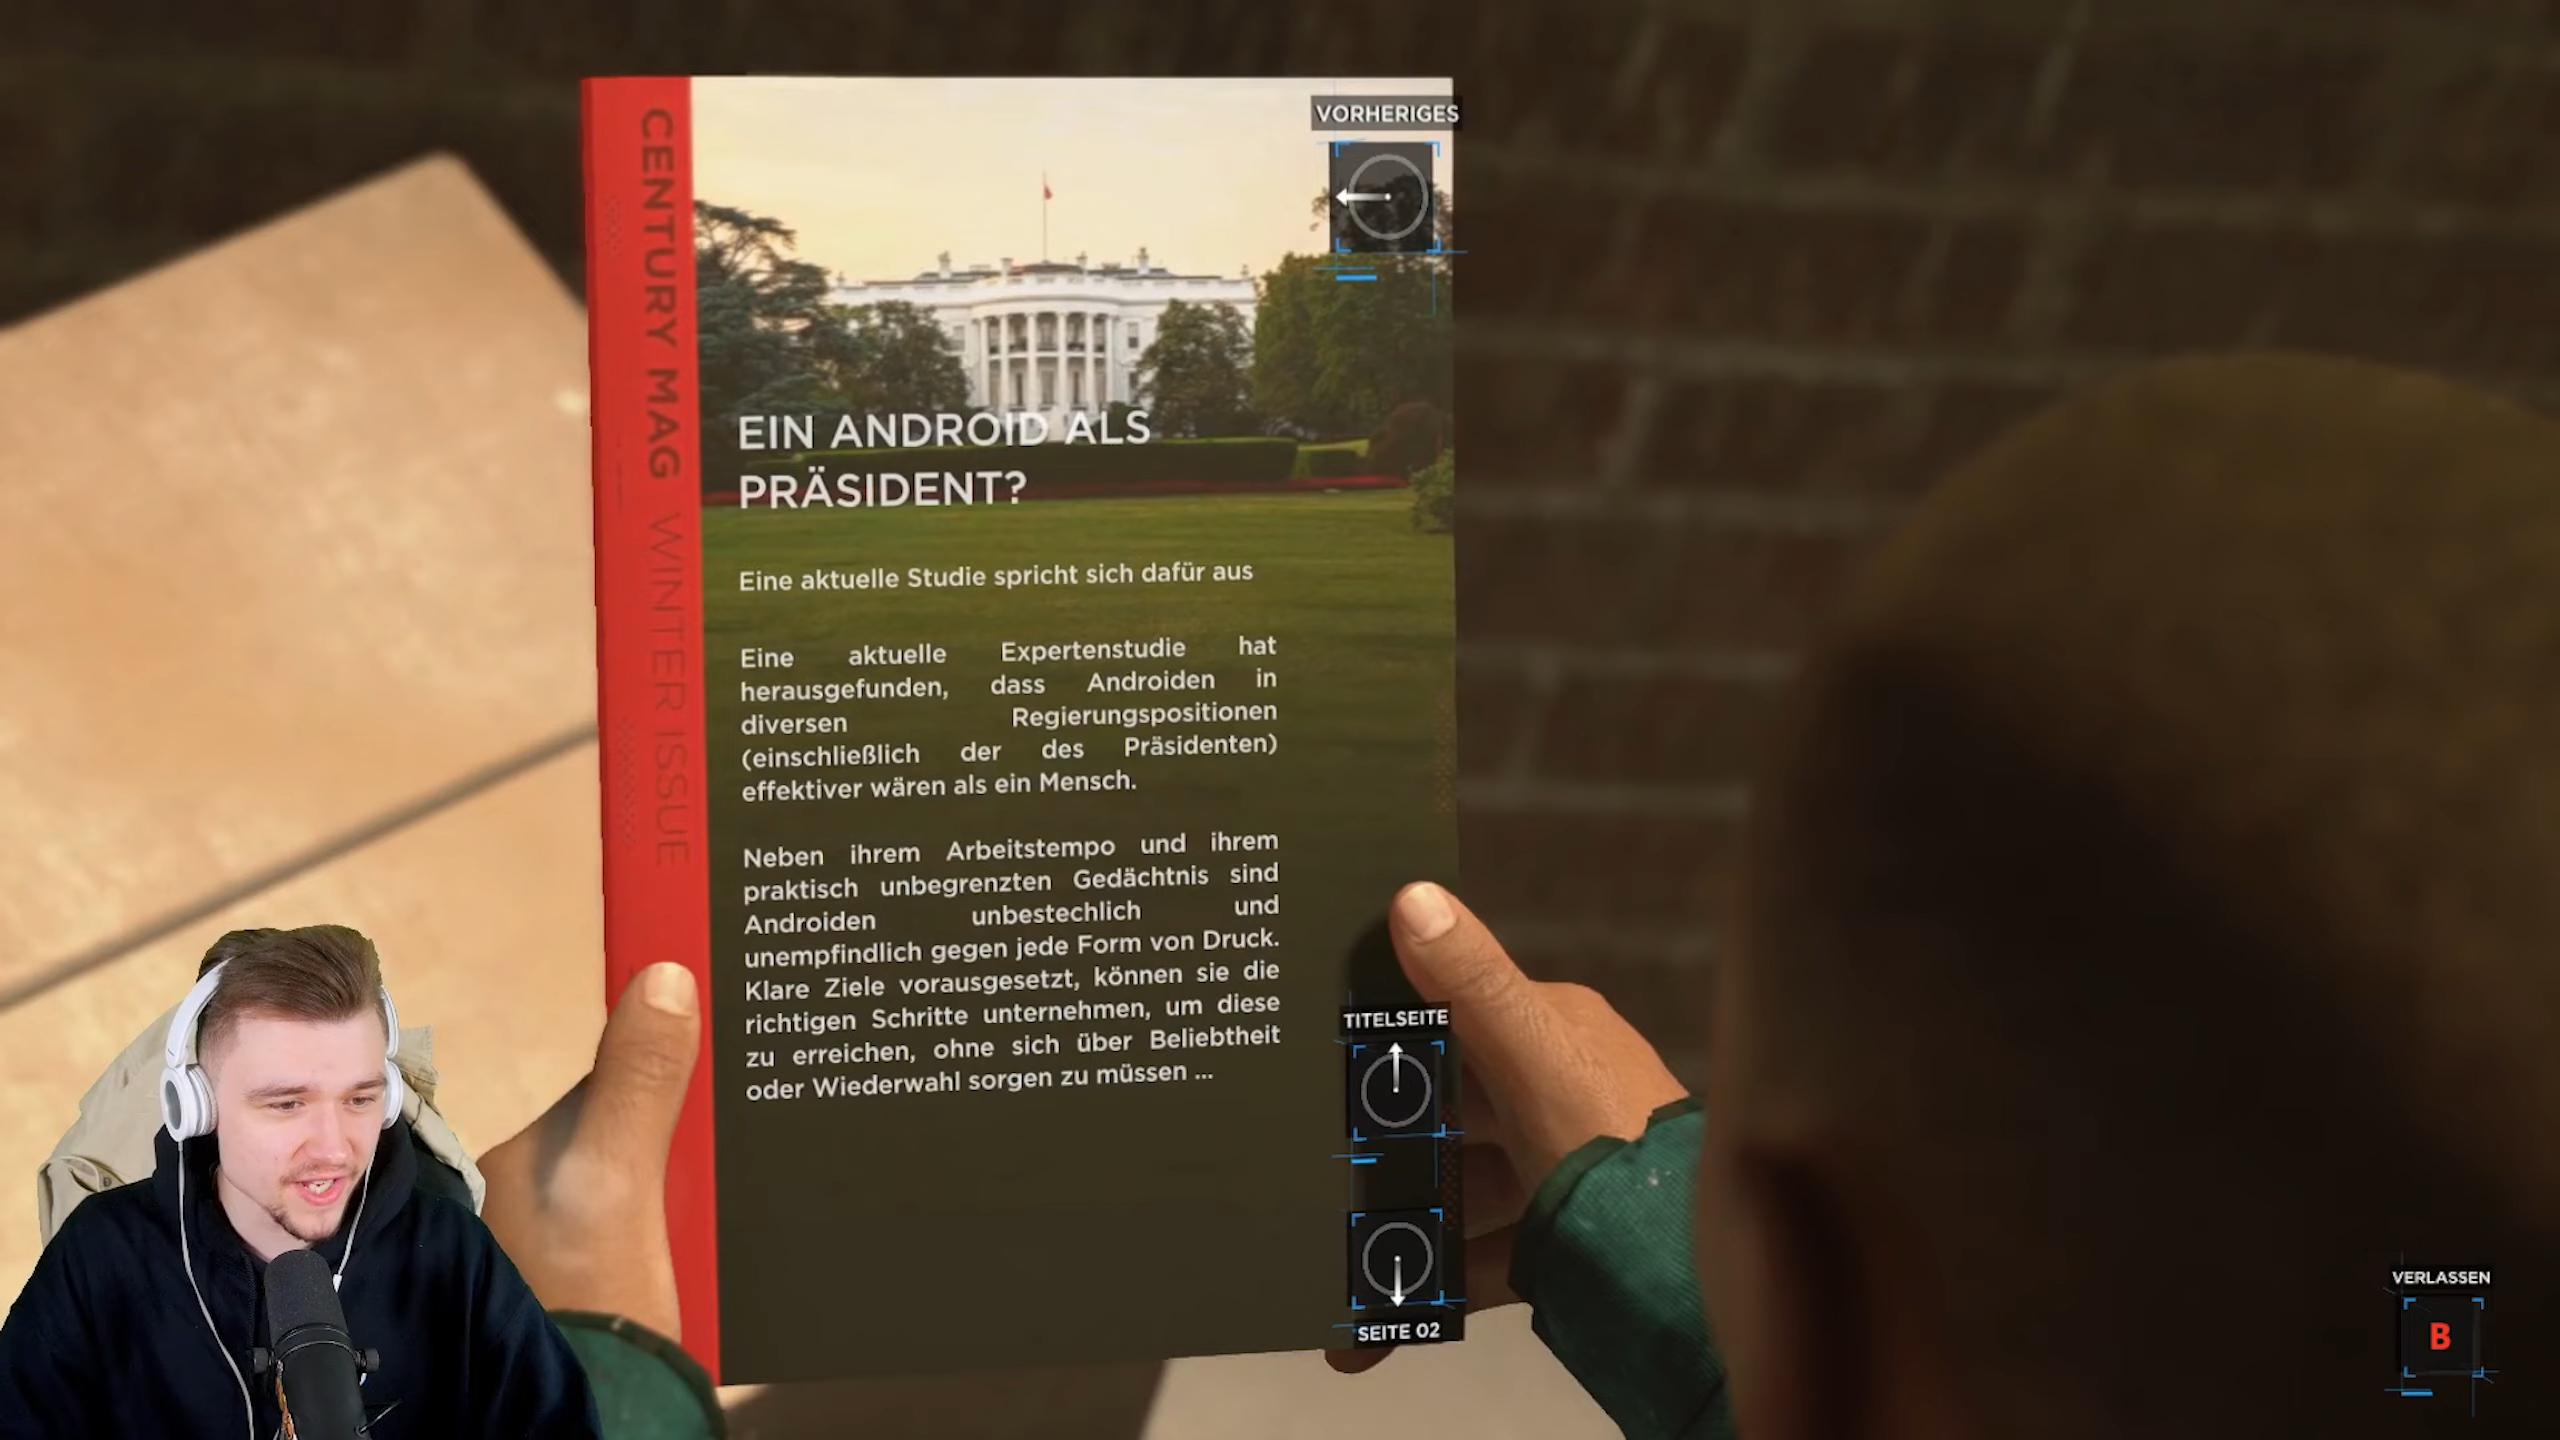 CENTURY MAG WINTER ISSUE
VORHERIGES
EIN ANDROID ALS
PRÄSIDENT?
Eine aktuelle Studie spricht sich dafür aus
Eine aktuelle Expertenstudie hat
herausgefunden, dass Androiden in
diversen Regierungspositionen
(einschließlich der des Präsidenten)
effektiver wären als ein Mensch.
Neben ihrem Arbeitstempo und ihrem
praktisch unbegrenzten Gedächtnis sind
Androiden unbestechlich und
unempfindlich gegen jede Form von Druck.
Klare Ziele vorausgesetzt, können sie die
richtigen Schritte unternehmen, um diese
zu erreichen, ohne sich über Beliebtheit
oder Wiederwahl sorgen zu müssen ...
TITELSEITE
SEITE 02
VERLASSEN
B